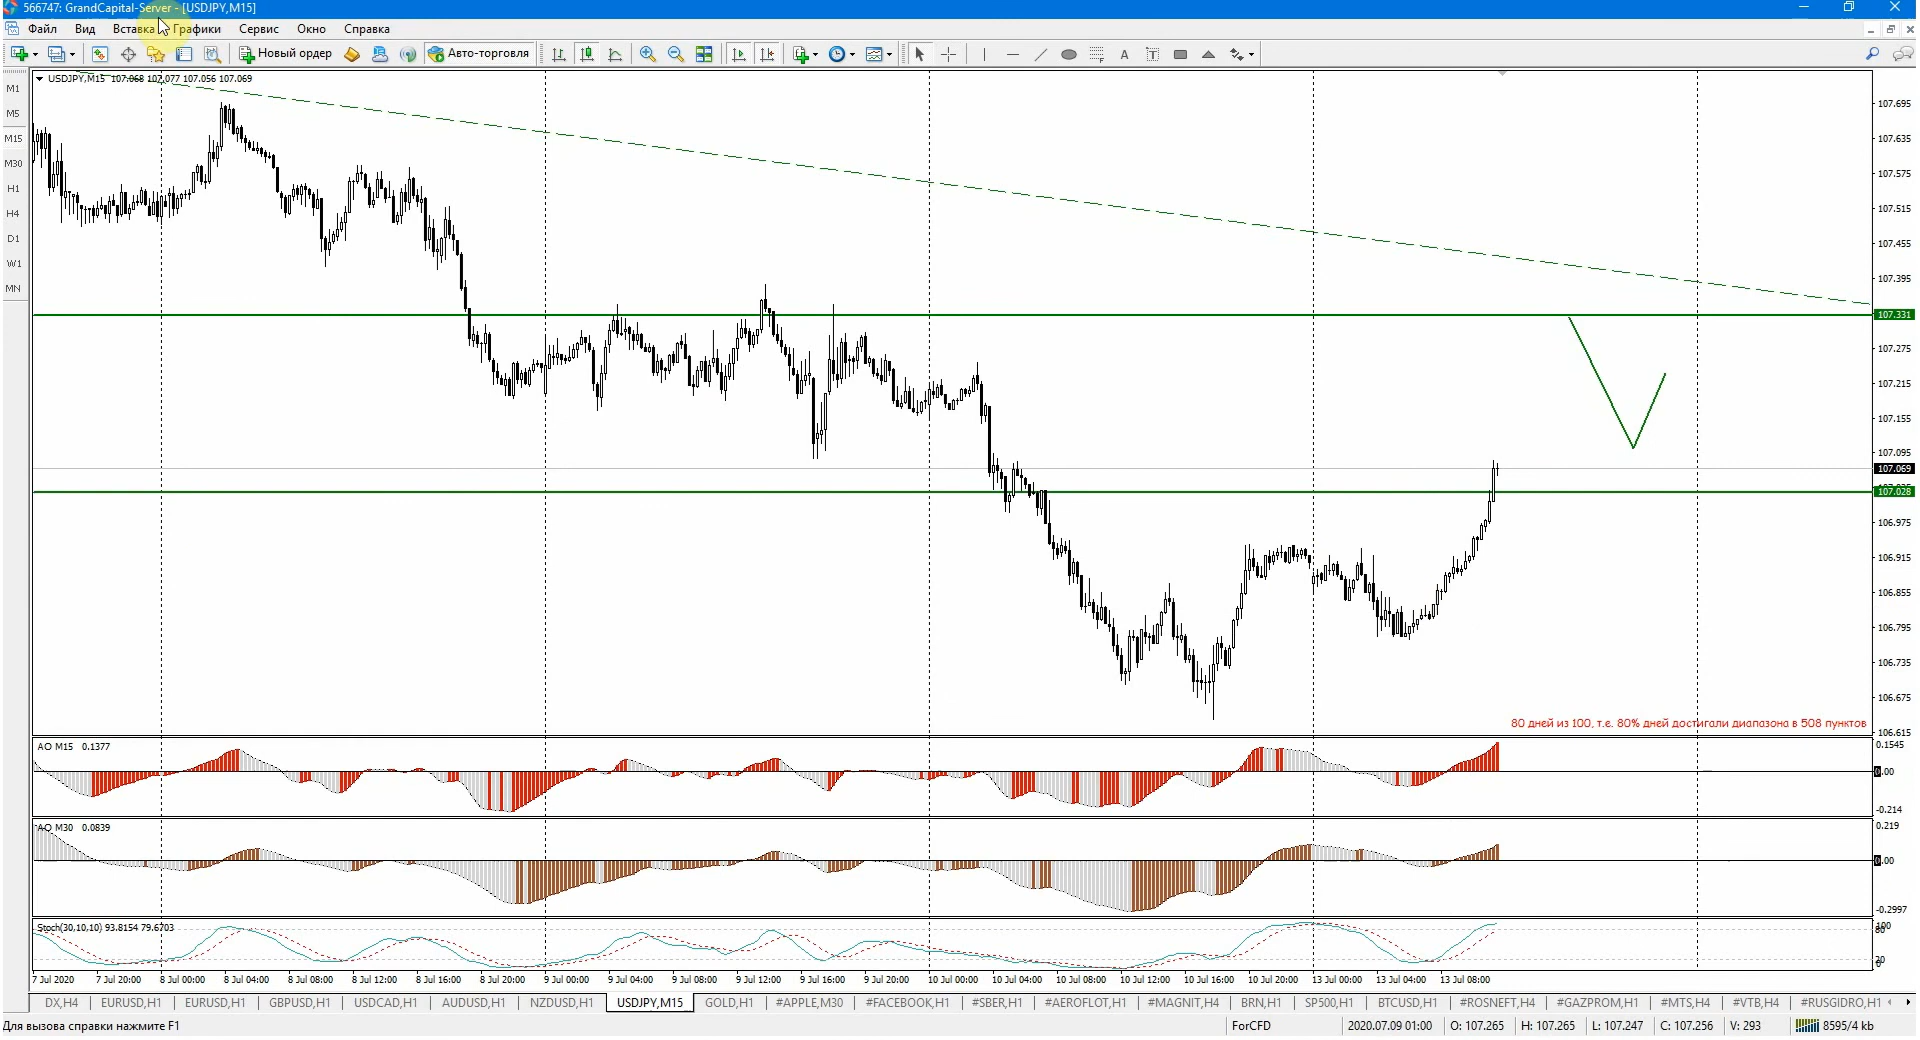 566747: GrandCapital-Server - [USDJPY,M15]
Файл Вид Вставка Графики Сервис Окно Справка
Новый ордер Авто-торговля
M1
M5
M15
M30
H1
H4
D1
W1
MN
USDJPY,M15 107.068 107.077 107.056 107.069
107.695
107.635
107.575
107.515
107.455
107.395
107.331
107.275
107.215
107.155
107.095
107.069
107.028
106.975
106.915
106.855
106.795
106.735
106.675
106.615
80 дней из 100, т.е. 80% дней достигали диапазона в 508 пунктов
AO M15 0.1377
0.1545
0.00
-0.214
AO M30 0.0839
0.219
0.00
-0.2997
Stoch(30,10,10) 93.8154 79.6703
100
80
20
0
7 Jul 2020 7 Jul 20:00 8 Jul 00:00 8 Jul 04:00 8 Jul 08:00 8 Jul 12:00 8 Jul 16:00 8 Jul 20:00 9 Jul 00:00 9 Jul 04:00 9 Jul 08:00 9 Jul 12:00 9 Jul 16:00 9 Jul 20:00 10 Jul 00:00 10 Jul 04:00 10 Jul 08:00 10 Jul 12:00 10 Jul 16:00 10 Jul 20:00 13 Jul 00:00 13 Jul 04:00 13 Jul 08:00
DX,H4 EURUSD,H1 EURUSD,H1 GBPUSD,H1 USDCAD,H1 AUDUSD,H1 NZDUSD,H1 USDJPY,M15 GOLD,H1 #APPLE,M30 #FACEBOOK,H1 #SBER,H1 #AEROFLOT,H1 #MAGNIT,H4 BRN,H1 SP500,H1 BTCUSD,H1 #ROSNEFT,H4 #GAZPROM,H1 #MTS,H4 #VTB,H4 #RUSGIDRO,H1
Для вызова справки нажмите F1 ForCFD 2020.07.09 01:00 O: 107.265 H: 107.265 L: 107.247 C: 107.256 V: 293 8595/4 kb